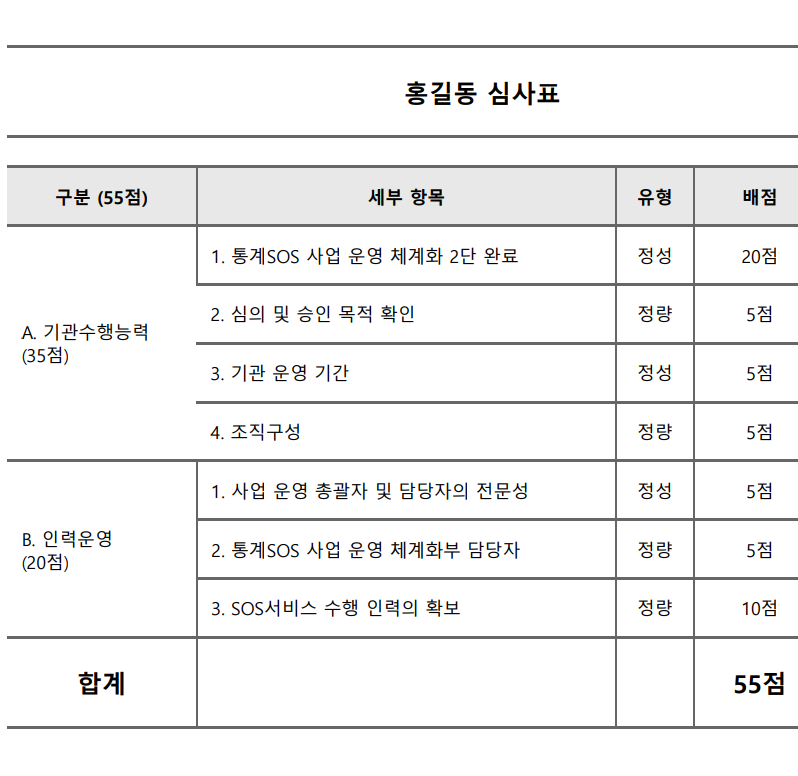 홍길동 심사표
구분 (55점) 세부 항목 유형 배점
1. 통계SOS 사업 운영 체계화 2단 완료 정성 20점
2. 심의 및 승인 목적 확인 정량 5점
A. 기관수행능력
(35점)
3. 기관 운영 기간 정성 5점
4. 조직구성 정량 5점
1. 사업 운영 총괄자 및 담당자의 전문성 정성 5점
B. 인력운영
(20점)
2. 통계SOS 사업 운영 체계화부 담당자 정량 5점
3. SOS서비스 수행 인력의 확보 정량 10점
합계 55점